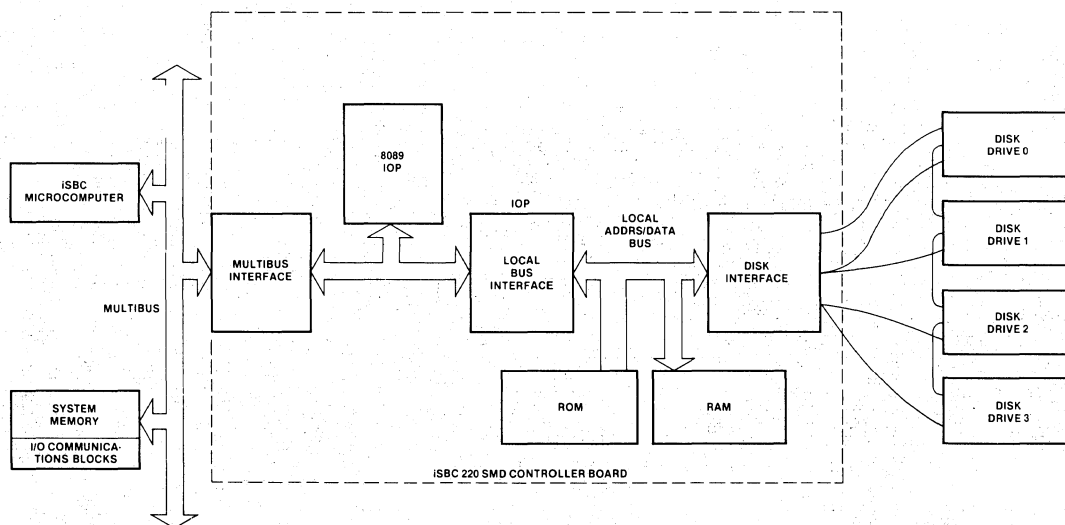 iSBC
MICROCOMPUTER
MULTIBUS
SYSTEM
MEMORY
I/O COMMUNICA-
TIONS BLOCKS
MULTIBUS
INTERFACE
8089
IOP
IOP
LOCAL
BUS
INTERFACE
LOCAL
ADDRS/DATA
BUS
DISK
INTERFACE
ROM
RAM
iSBC 220 SMD CONTROLLER BOARD
DISK
DRIVE 0
DISK
DRIVE 1
DISK
DRIVE 2
DISK
DRIVE 3